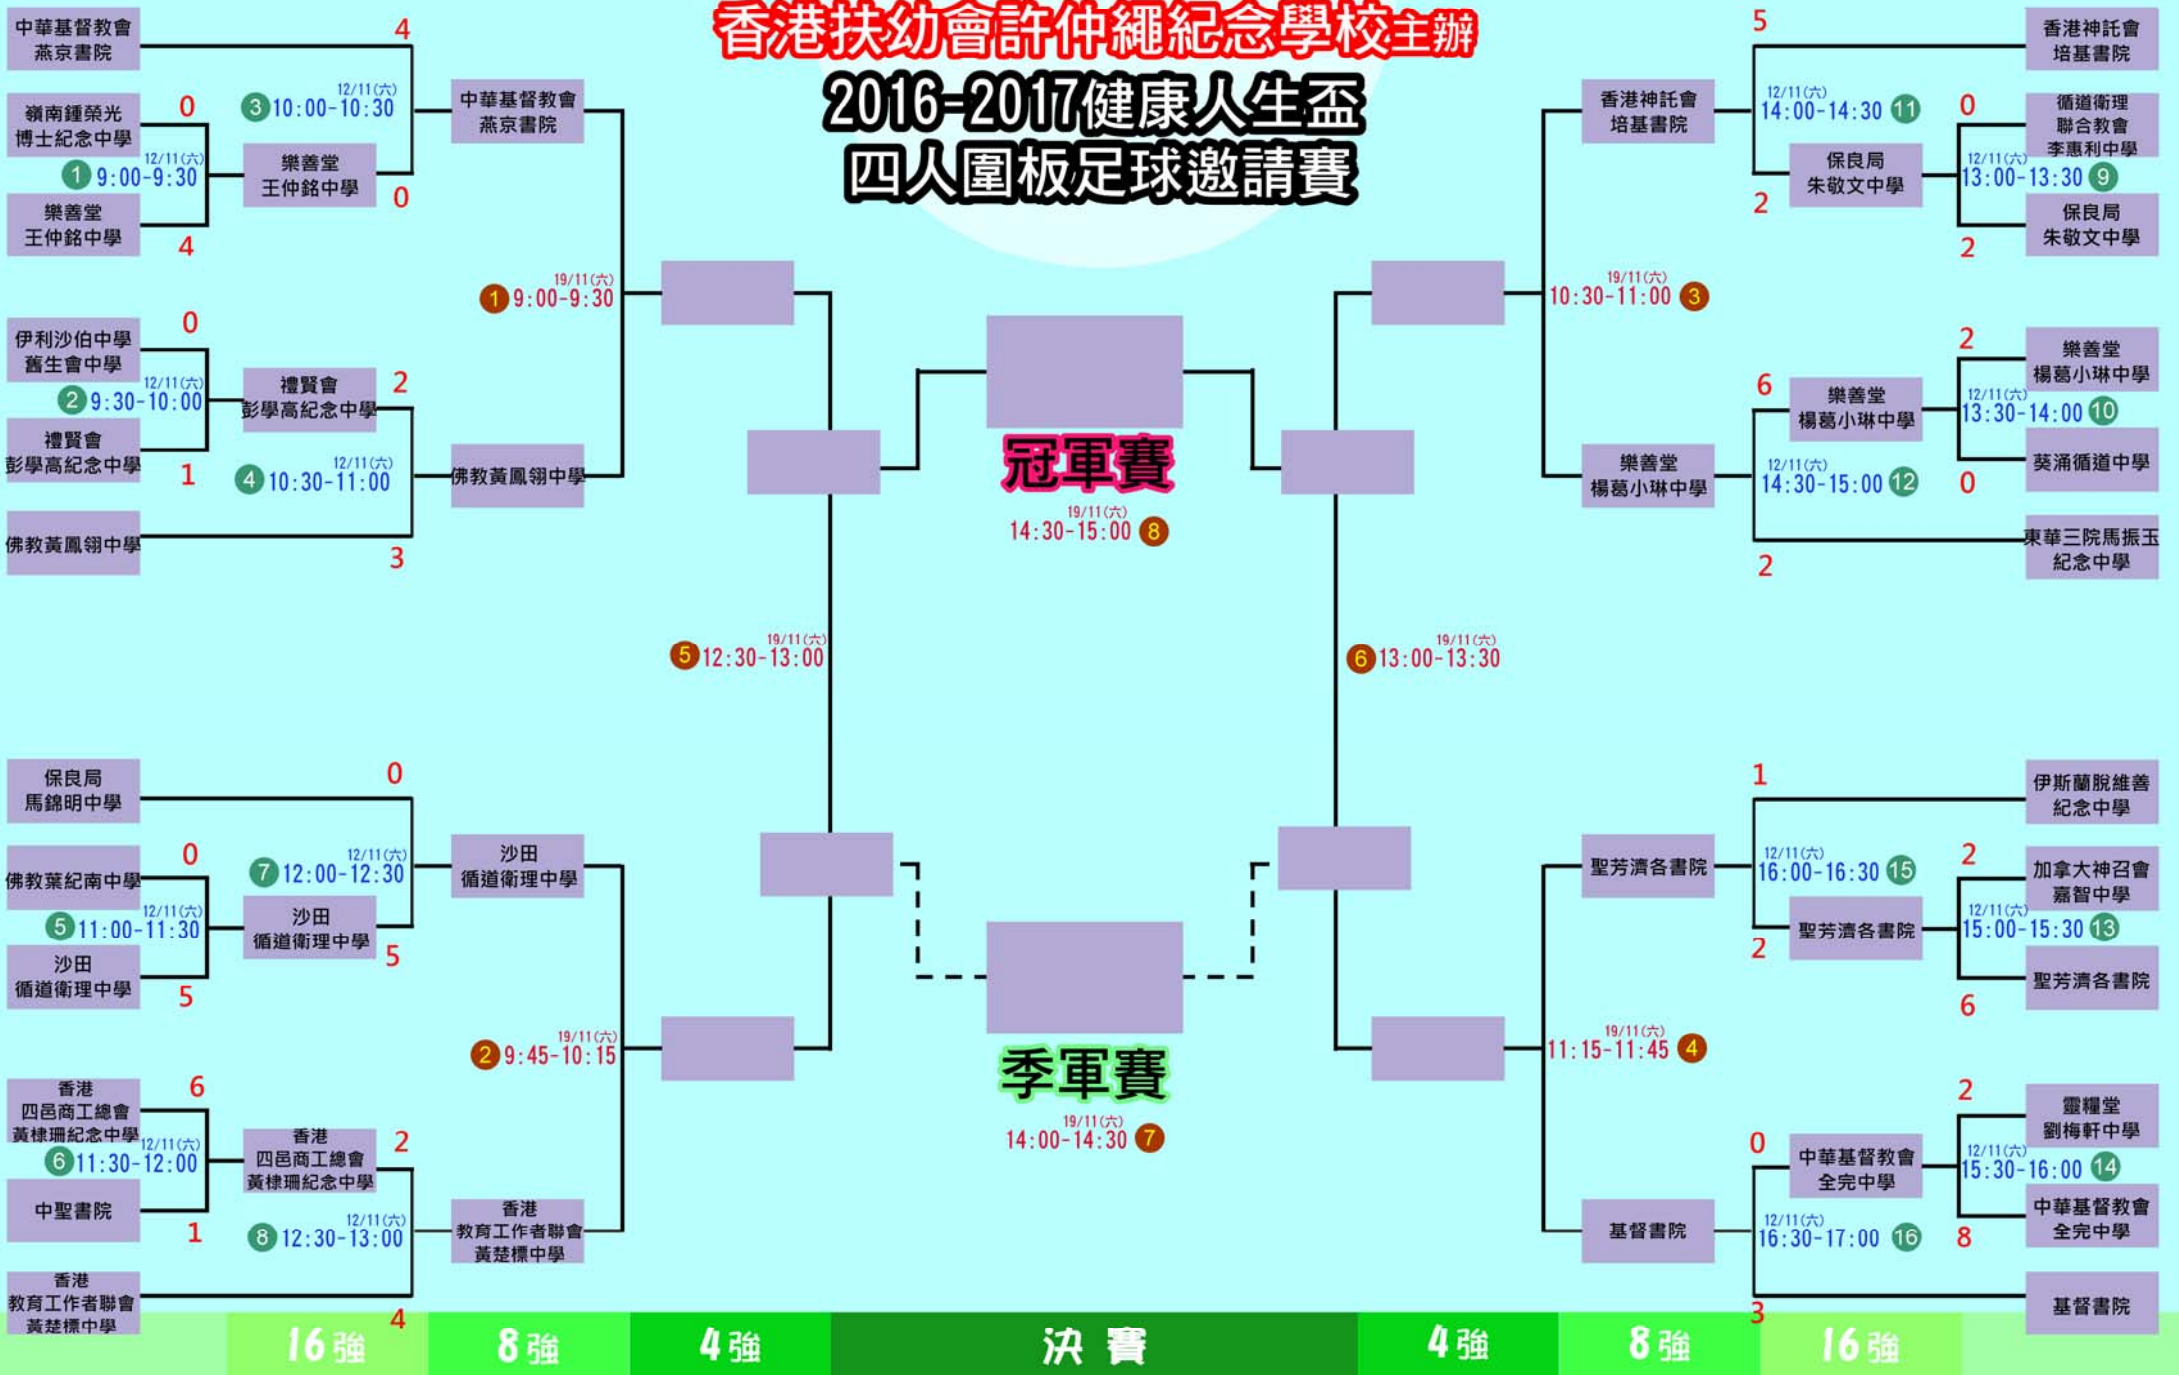 香港扶幼會許仲繩紀念學校主辦
2016-2017健康人生盃
四人圍板足球邀請賽
中華基督教會
燕京書院
4
嶺南鍾榮光
博士紀念中學
0
12/11(六)
1 9:00-9:30
樂善堂
王仲銘中學
4
12/11(六)
3 10:00-10:30
樂善堂
王仲銘中學
0
中華基督教會
燕京書院
伊利沙伯中學
舊生會中學
0
12/11(六)
2 9:30-10:00
禮賢會
彭學高紀念中學
1
禮賢會
彭學高紀念中學
2
12/11(六)
4 10:30-11:00
佛教黃鳳翎中學
3
佛教黃鳳翎中學
19/11(六)
1 9:00-9:30
19/11(六)
5 12:30-13:00
保良局
馬錦明中學
0
佛教葉紀南中學
0
12/11(六)
5 11:00-11:30
沙田
循道衛理中學
5
12/11(六)
7 12:00-12:30
沙田
循道衛理中學
5
沙田
循道衛理中學
19/11(六)
2 9:45-10:15
香港
四邑商工總會
黃棣珊紀念中學
6
12/11(六)
6 11:30-12:00
中聖書院
1
香港
四邑商工總會
黃棣珊紀念中學
2
12/11(六)
8 12:30-13:00
香港
教育工作者聯會
黃楚標中學
4
香港
教育工作者聯會
黃楚標中學
冠軍賽
19/11(六)
14:30-15:00 8
季軍賽
19/11(六)
14:00-14:30 7
5
香港神託會
培基書院
香港神託會
培基書院
12/11(六)
14:00-14:30 11
保良局
朱敬文中學
2
0
循道衛理
聯合教會
李惠利中學
12/11(六)
13:00-13:30 9
保良局
朱敬文中學
2
19/11(六)
10:30-11:00 3
2
樂善堂
楊葛小琳中學
12/11(六)
13:30-14:00 10
葵涌循道中學
0
6
樂善堂
楊葛小琳中學
12/11(六)
14:30-15:00 12
樂善堂
楊葛小琳中學
東華三院馬振玉
紀念中學
2
19/11(六)
6 13:00-13:30
1
伊斯蘭脫維善
紀念中學
聖芳濟各書院
12/11(六)
16:00-16:30 15
聖芳濟各書院
2
2
加拿大神召會
嘉智中學
12/11(六)
15:00-15:30 13
聖芳濟各書院
6
19/11(六)
11:15-11:45 4
2
靈糧堂
劉梅軒中學
12/11(六)
15:30-16:00 14
中華基督教會
全完中學
8
0
中華基督教會
全完中學
12/11(六)
16:30-17:00 16
基督書院
基督書院
3
16強
8強
4強
決賽
4強
8強
16強